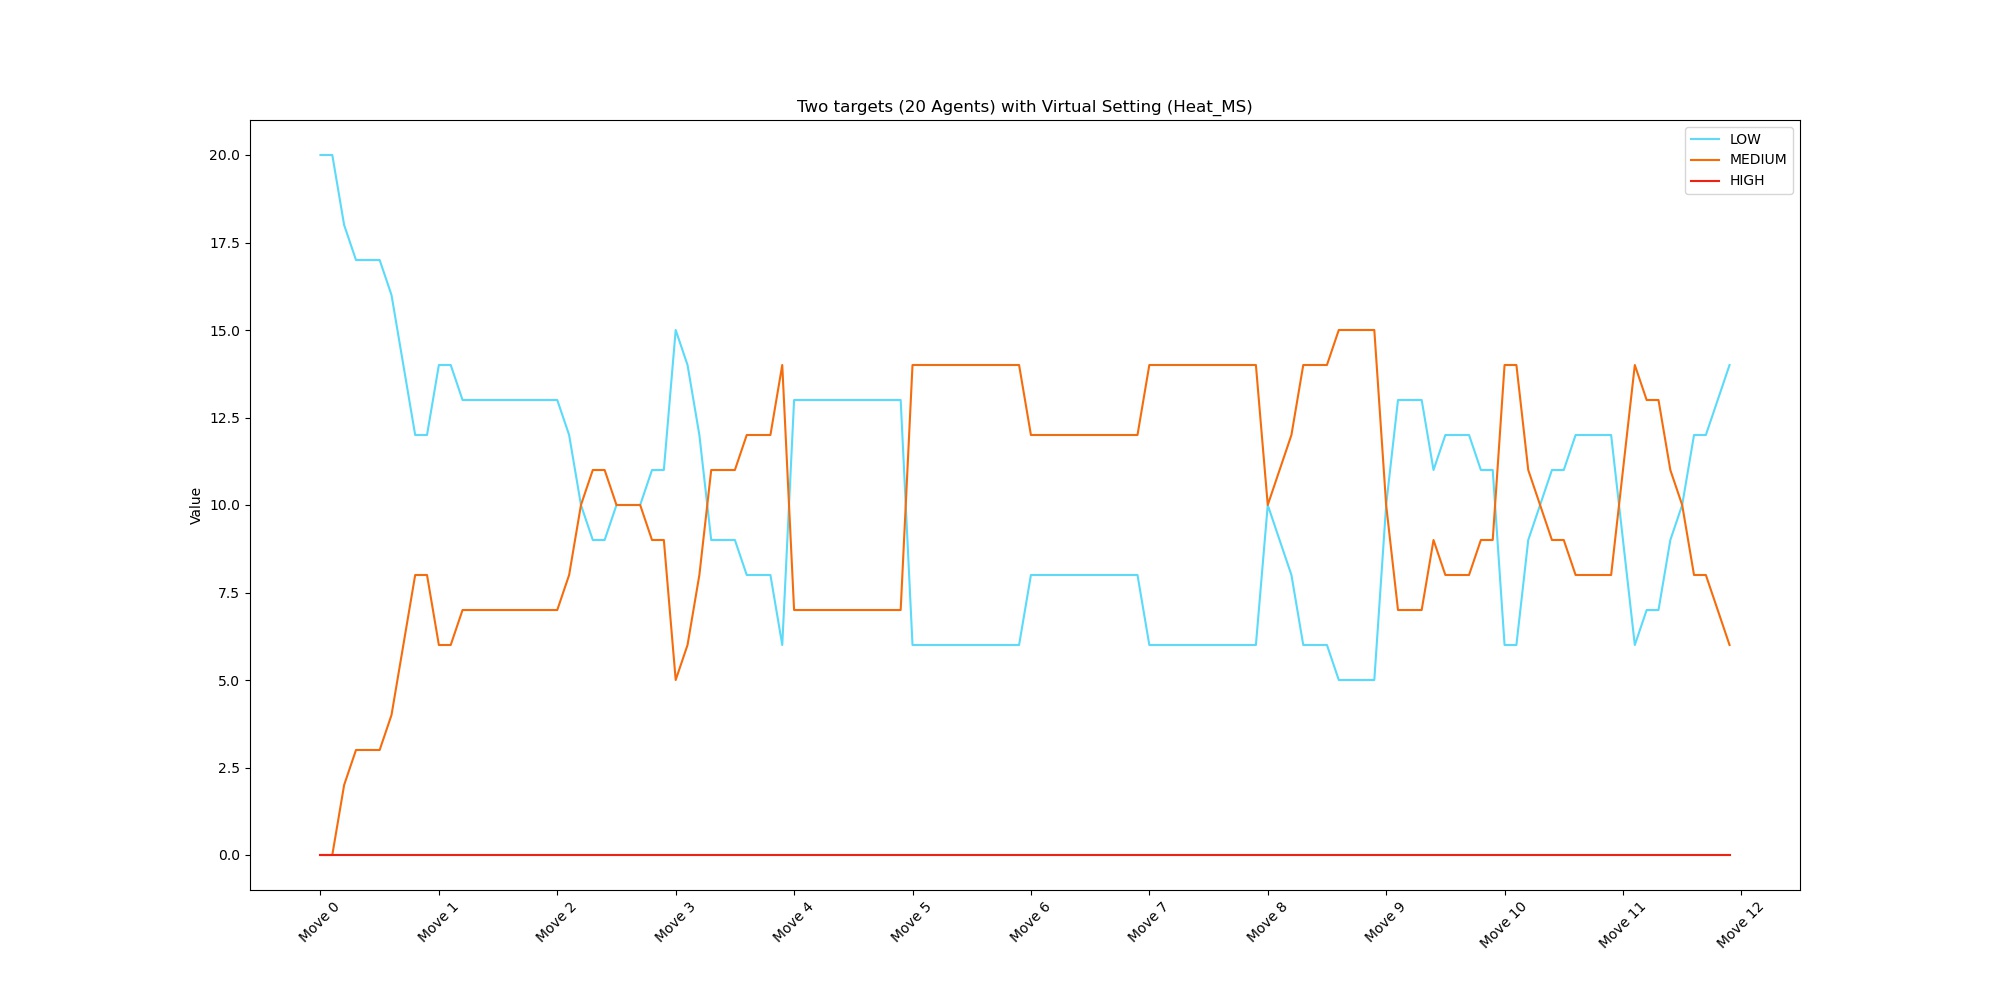 Two targets (20 Agents) with Virtual Setting (Heat_MS)
LOW
MEDIUM
HIGH
20.0
17.5
15.0
12.5
10.0
7.5
5.0
2.5
0.0
Value
Move 0
Move 1
Move 2
Move 3
Move 4
Move 5
Move 6
Move 7
Move 8
Move 9
Move 10
Move 11
Move 12